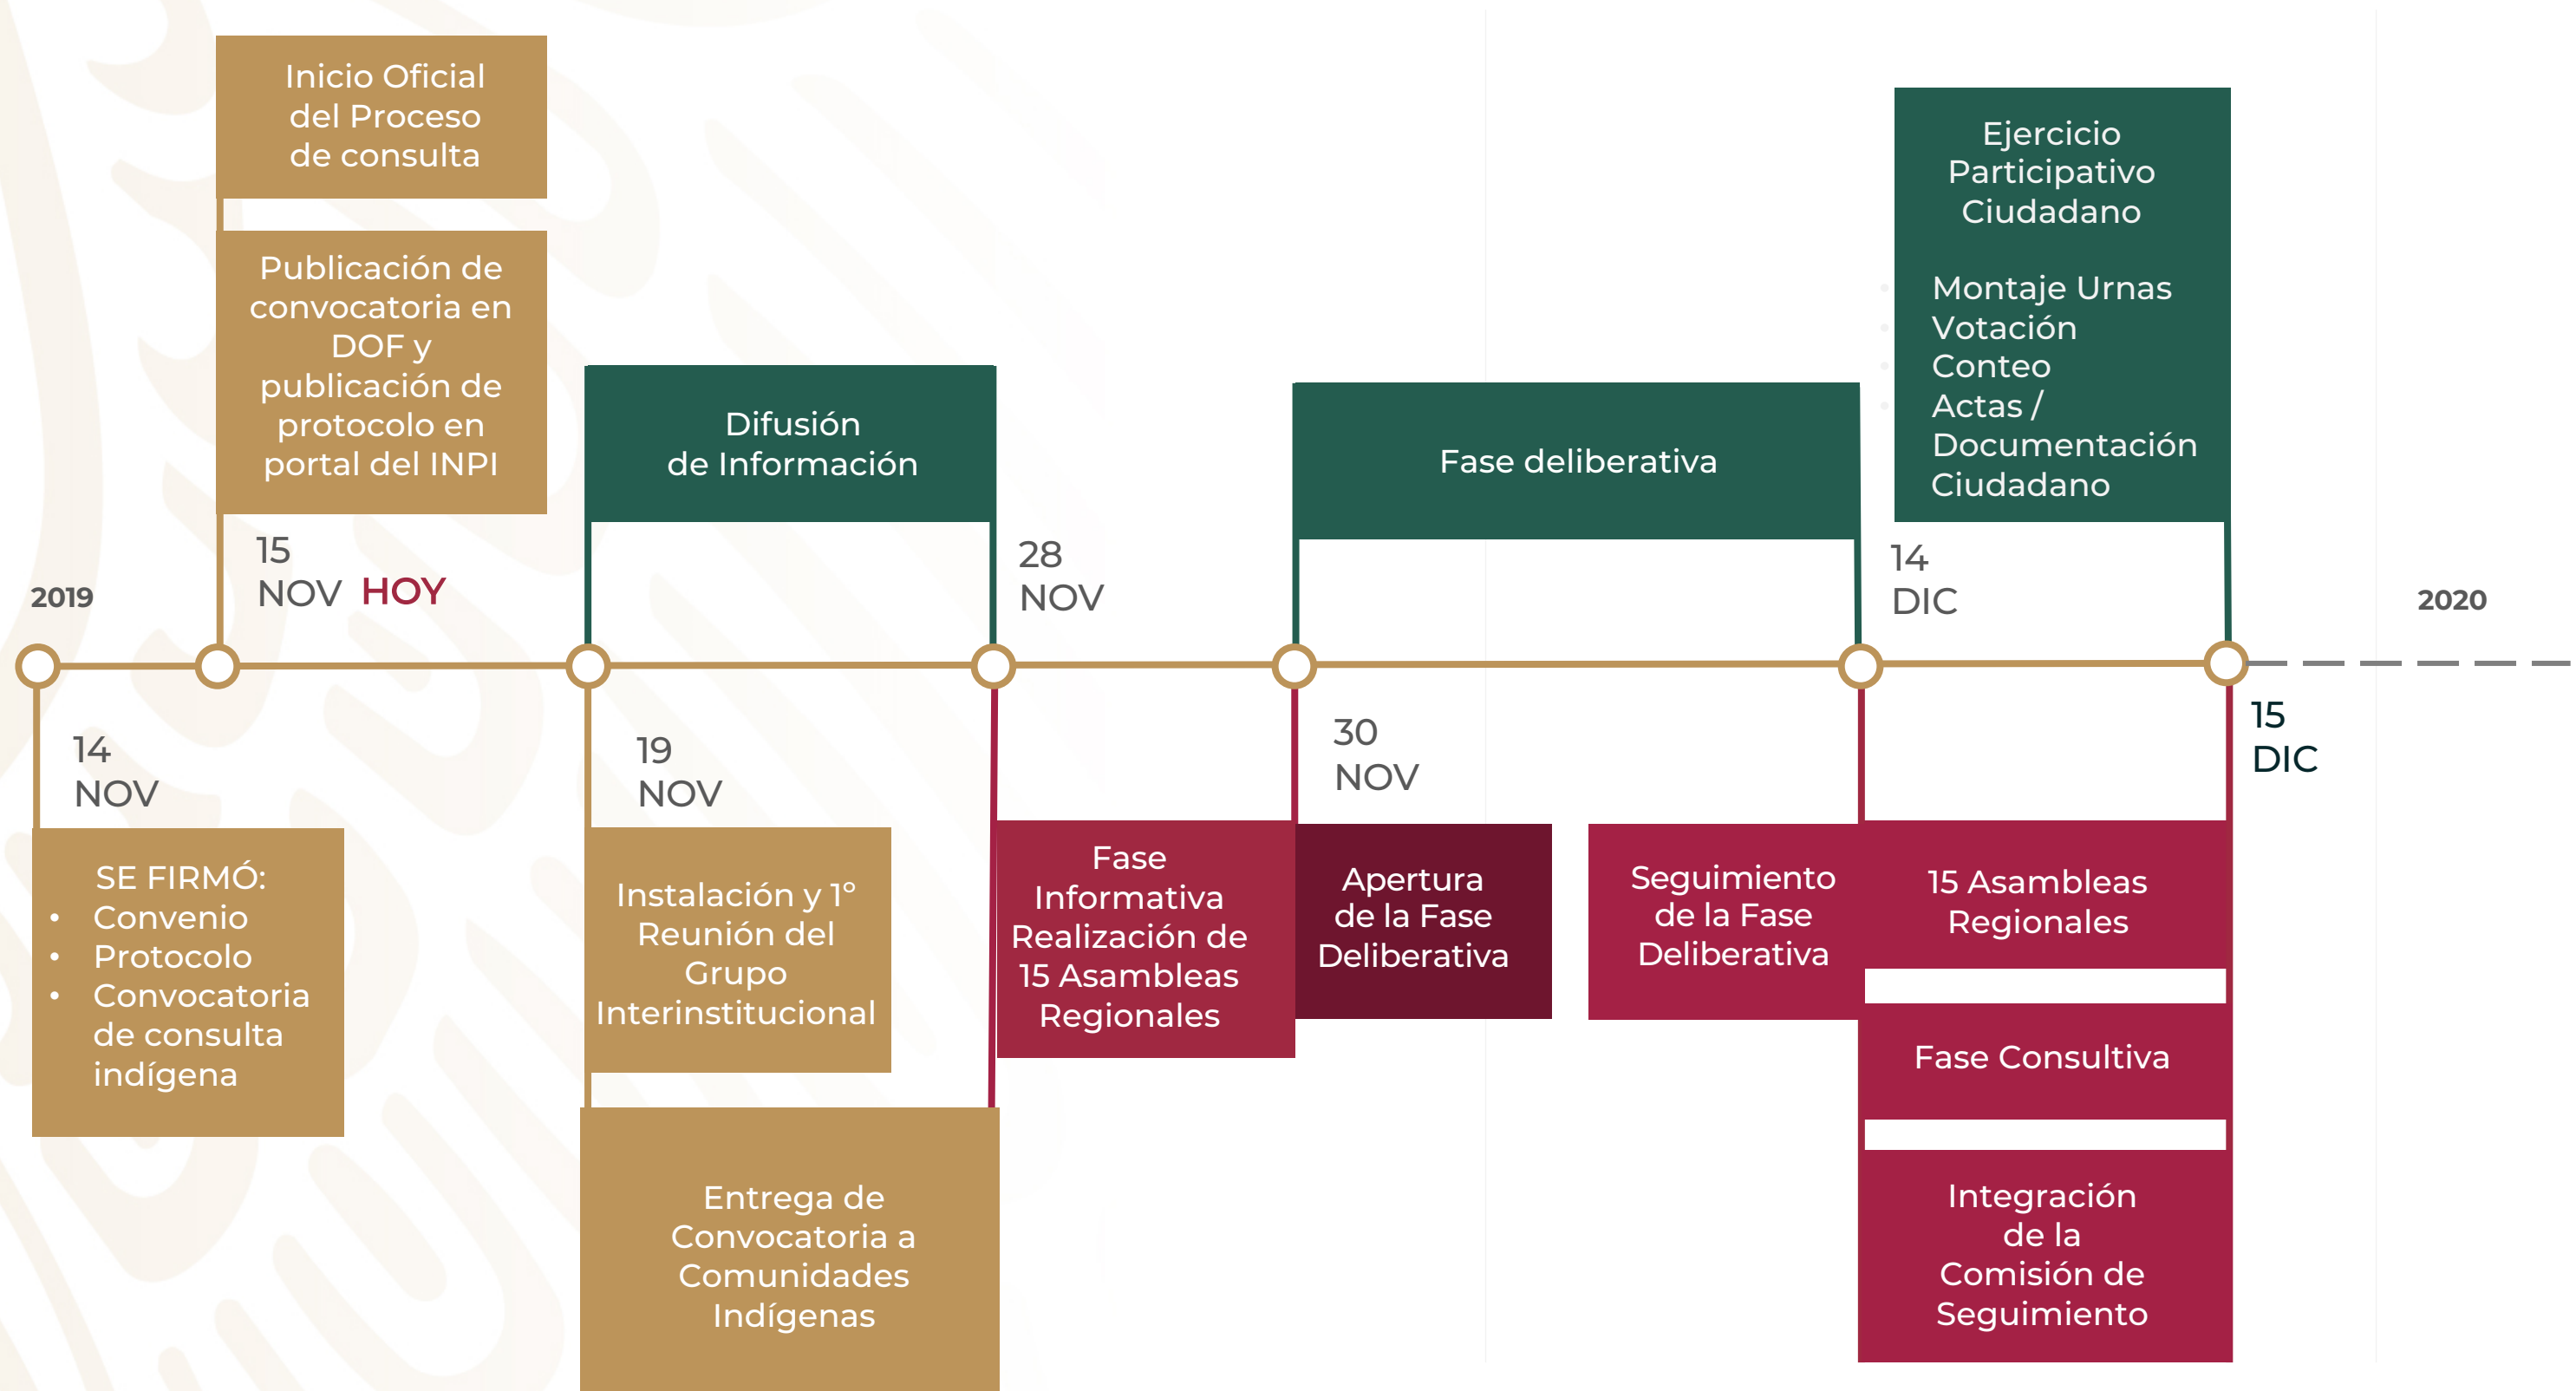 Inicio Oficial
del Proceso
de consulta
Publicación de
convocatoria en
DOF y
publicación de
protocolo en
portal del INPI
15
NOV HOY
2019
14
NOV
SE FIRMÓ:
• Convenio
• Protocolo
• Convocatoria
de consulta
indígena
Difusión
de Información
19
NOV
Instalación y 1º
Reunión del
Grupo
Interinstitucional
Entrega de
Convocatoria a
Comunidades
Indígenas
28
NOV
Fase
Informativa
Realización de
15 Asambleas
Regionales
Fase deliberativa
30
NOV
Apertura
de la Fase
Deliberativa
Seguimiento
de la Fase
Deliberativa
Ejercicio
Participativo
Ciudadano
• Montaje Urnas
• Votación
• Conteo
• Actas /
Documentación
Ciudadano
14
DIC
15 Asambleas
Regionales
Fase Consultiva
Integración
de la
Comisión de
Seguimiento
15
DIC
2020